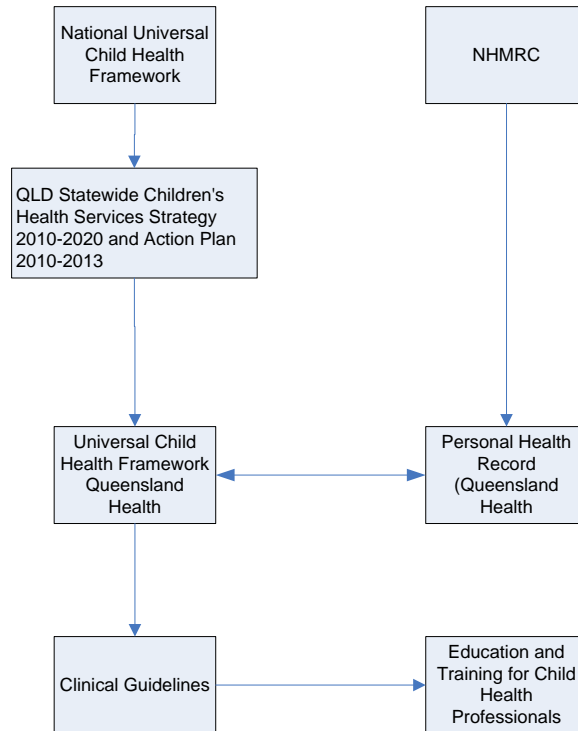 National Universal
Child Health
Framework
NHMRC
QLD Statewide Children's
Health Services Strategy
2010-2020 and Action Plan
2010-2013
Universal Child
Health Framework
Queensland
Health
Personal Health
Record
(Queensland
Health
Clinical Guidelines
Education and
Training for Child
Health
Professionals